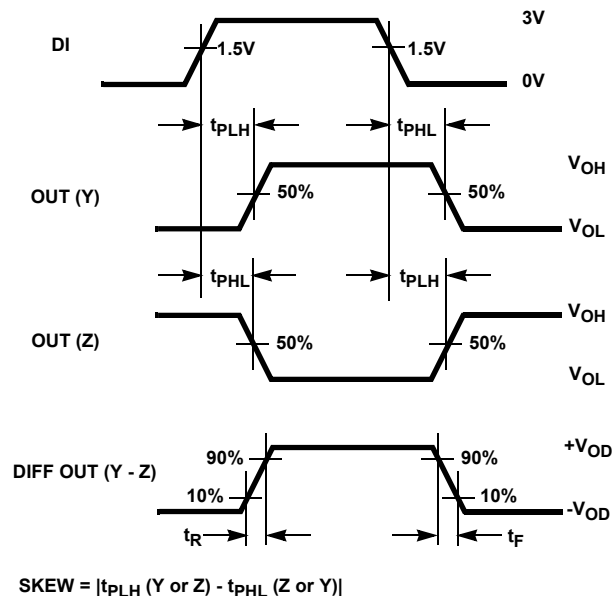 3V
DI
1.5V
1.5V
0V
tPLH
tPHL
VOH
OUT (Y)
50%
50%
VOL
tPHL
tPLH
VOH
OUT (Z)
50%
50%
VOL
+VOD
DIFF OUT (Y - Z)
90%
90%
10%
10%
-VOD
tR
tF
SKEW = |tPLH (Y or Z) - tPHL (Z or Y)|